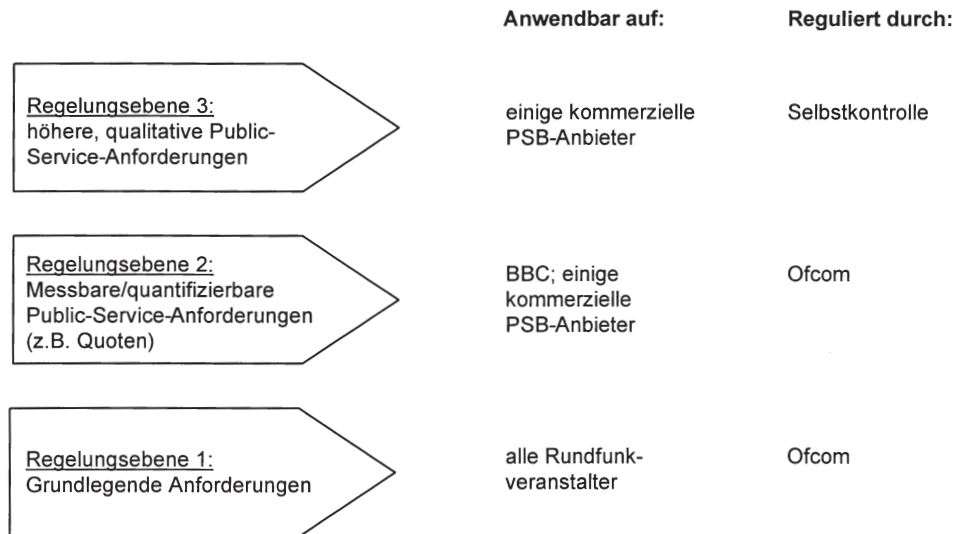 Anwendbar auf:
Reguliert durch:
Regelungsebene 3:
höhere, qualitative Public-
Service-Anforderungen
einige kommerzielle
PSB-Anbieter
Selbstkontrolle
Regelungsebene 2:
Messbare/quantifizierbare
Public-Service-Anforderungen
(z.B. Quoten)
BBC; einige
kommerzielle
PSB-Anbieter
Ofcom
Regelungsebene 1:
Grundlegende Anforderungen
alle Rundfunk-
veranstalter
Ofcom